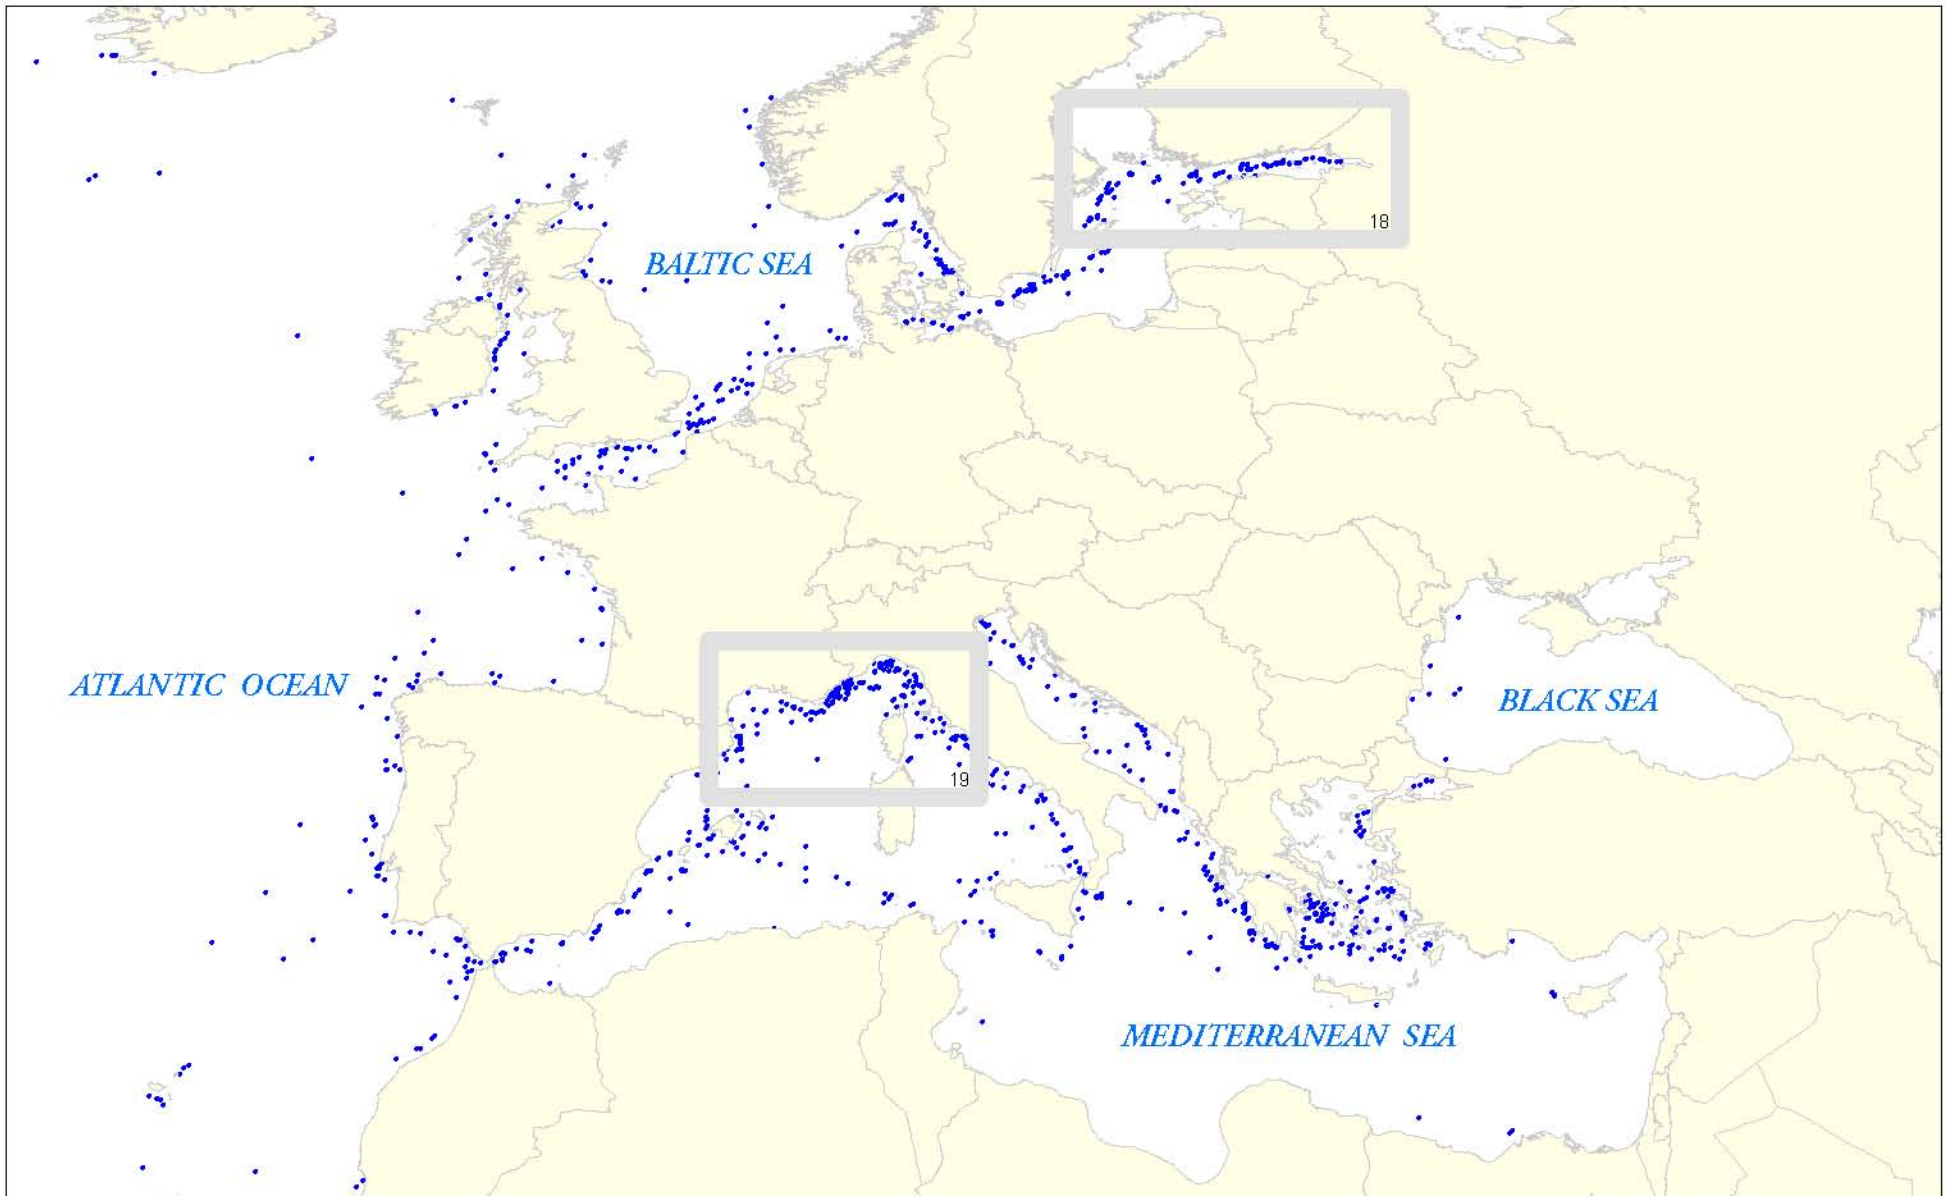 18
BALTIC SEA
ATLANTIC OCEAN
BLACK SEA
19
MEDITERRANEAN SEA